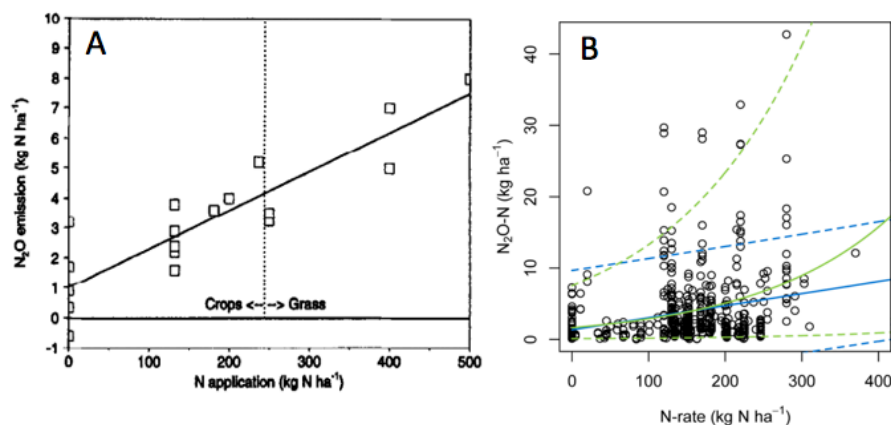 A
10
9
8
7
6
5
4
3
2
1
0
-1
N₂O emission (kg N ha⁻¹)
Crops <--> Grass
0 100 200 300 400 500
N application (kg N ha⁻¹)
B
40
30
20
10
0
N₂O-N (kg ha⁻¹)
0 100 200 300 400
N-rate (kg N ha⁻¹)